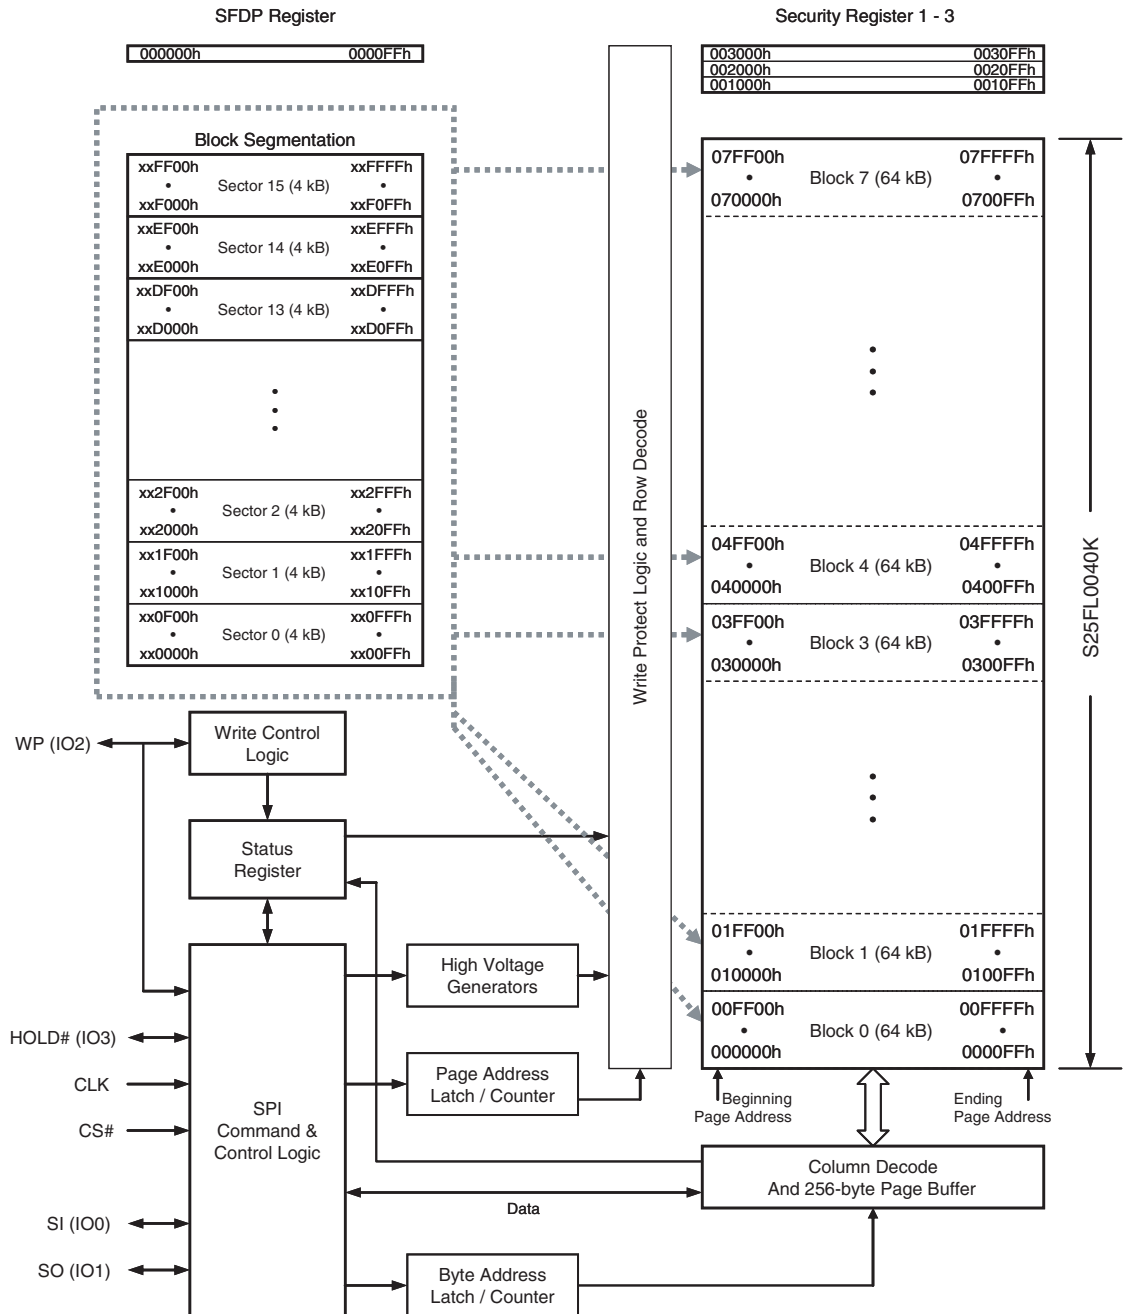 SFDP Register
000000h 0000FFh
Security Register 1 - 3
003000h 0030FFh
002000h 0020FFh
001000h 0010FFh
Block Segmentation
xxFF00h xxFFFFh
• Sector 15 (4 kB) •
xxF000h xxF0FFh
xxEF00h xxEFFFh
• Sector 14 (4 kB) •
xxE000h xxE0FFh
xxDF00h xxDFFFh
• Sector 13 (4 kB) •
xxD000h xxD0FFh
xx2F00h xx2FFFh
• Sector 2 (4 kB) •
xx2000h xx20FFh
xx1F00h xx1FFFh
• Sector 1 (4 kB) •
xx1000h xx10FFh
xx0F00h xx0FFFh
• Sector 0 (4 kB) •
xx0000h xx00FFh
Write Protect Logic and Row Decode
07FF00h 07FFFFh
• Block 7 (64 kB) •
070000h 0700FFh
04FF00h 04FFFFh
• Block 4 (64 kB) •
040000h 0400FFh
03FF00h 03FFFFh
• Block 3 (64 kB) •
030000h 0300FFh
01FF00h 01FFFFh
• Block 1 (64 kB) •
010000h 0100FFh
00FF00h 00FFFFh
• Block 0 (64 kB) •
000000h 0000FFh
S25FL0040K
Beginning
Page Address
Ending
Page Address
WP (IO2)
Write Control
Logic
Status
Register
High Voltage
Generators
HOLD# (IO3)
CLK
Page Address
Latch / Counter
CS#
SPI
Command &
Control Logic
Column Decode
And 256-byte Page Buffer
Data
SI (IO0)
SO (IO1)
Byte Address
Latch / Counter